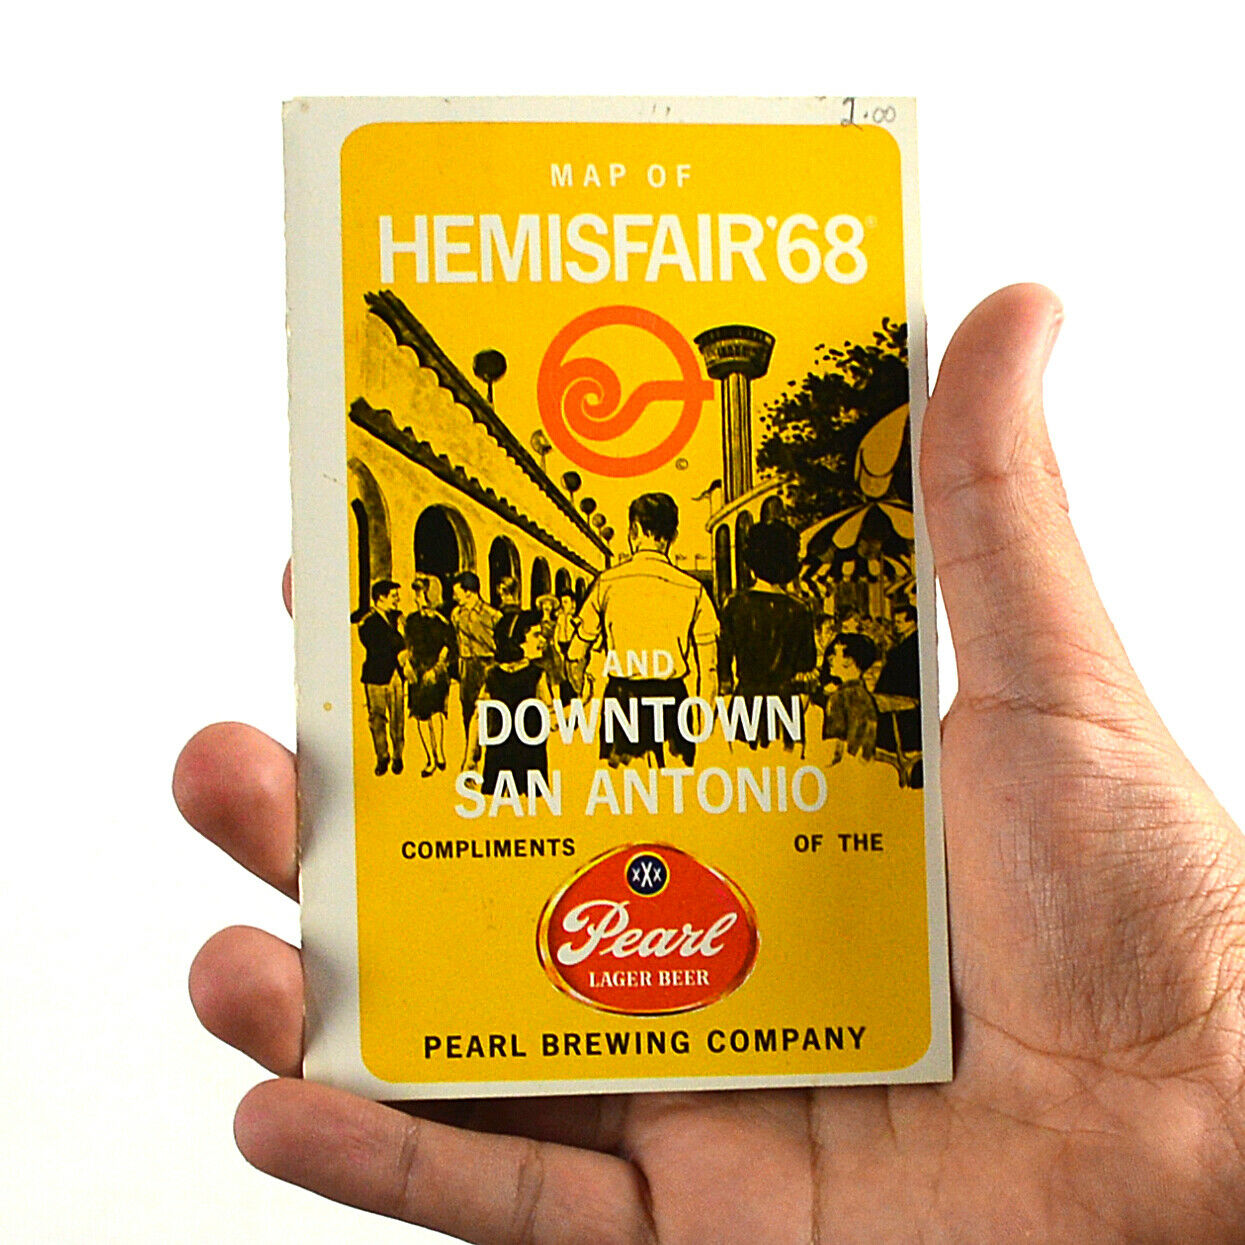 2.00
MAP OF
HEMISFAIR'68®
©
AND
DOWNTOWN
SAN ANTONIO
COMPLIMENTS OF THE
xXx
Pearl
LAGER BEER
PEARL BREWING COMPANY